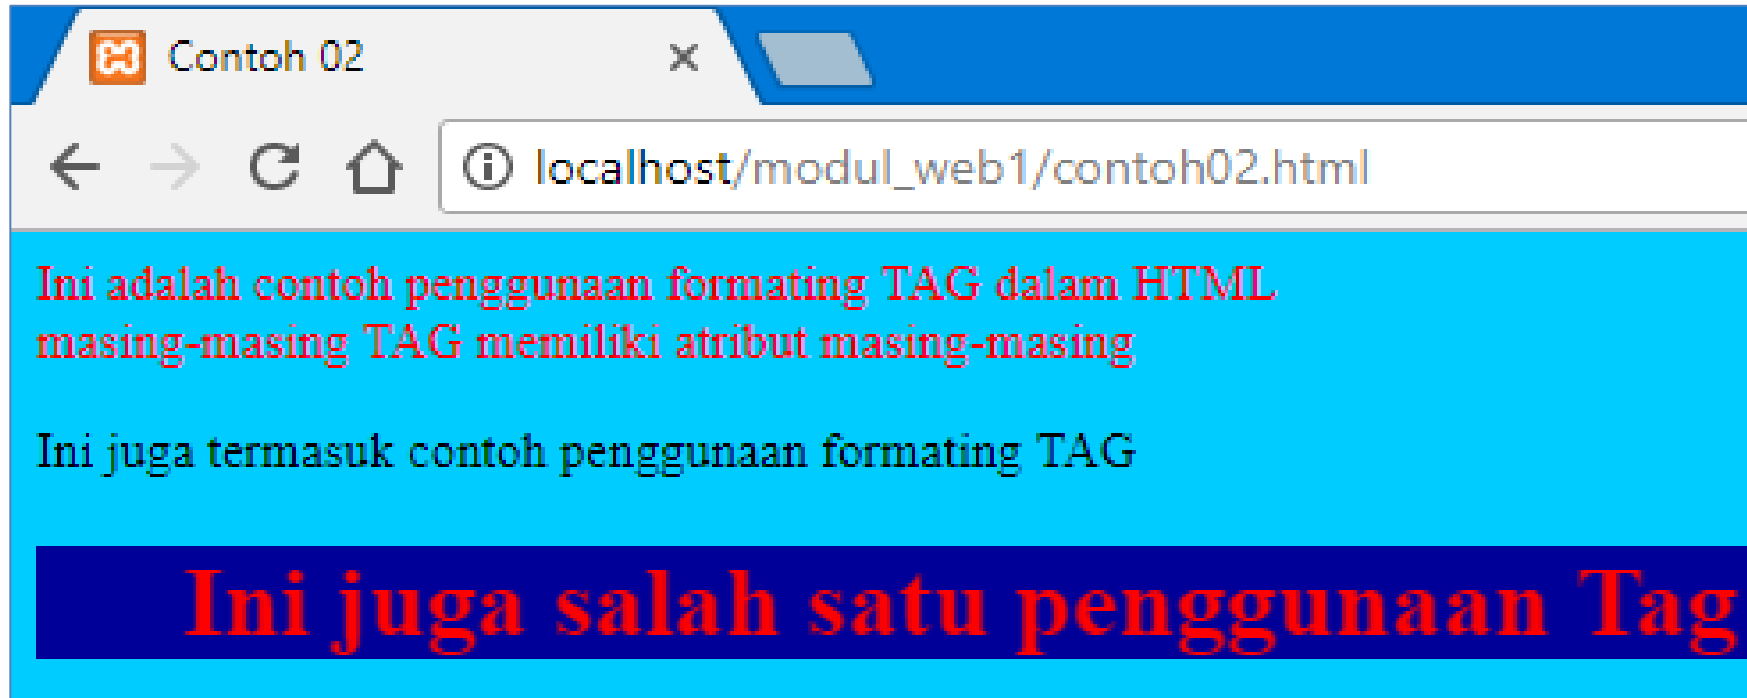 Contoh 02
localhost/modul_web1/contoh02.html
Ini adalah contoh penggunaan formating TAG dalam HTML
masing-masing TAG memiliki atribut masing-masing
Ini juga termasuk contoh penggunaan formating TAG
Ini juga salah satu penggunaan Tag